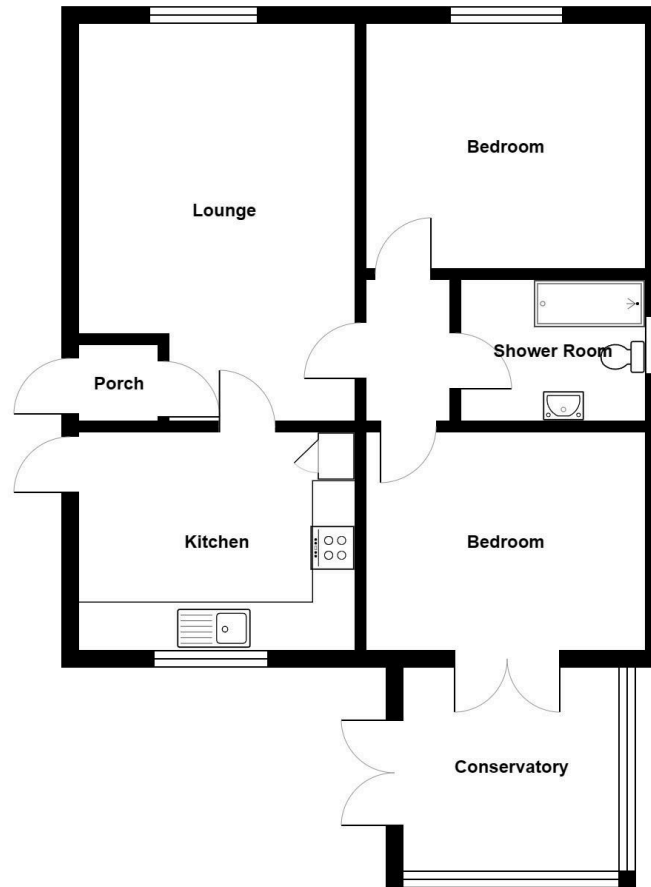 Bedroom
Lounge
Shower Room
Porch
Kitchen
Bedroom
Conservatory